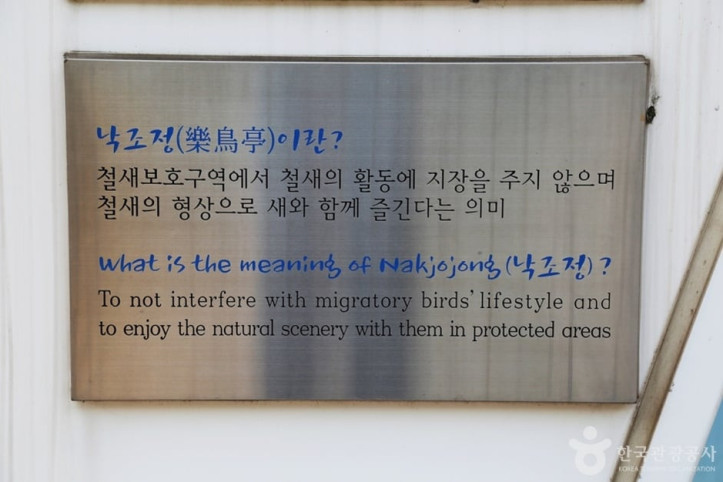 낙조정(樂鳥亭)이란?
철새보호구역에서 철새의 활동에 지장을 주지 않으며
철새의 형상으로 새와 함께 즐긴다는 의미
What is the meaning of Nakjojong(낙조정)?
To not interfere with migratory birds' lifestyle and
to enjoy the natural scenery with them in protected areas
한국관광공사
KOREA TOURISM ORGANIZATION